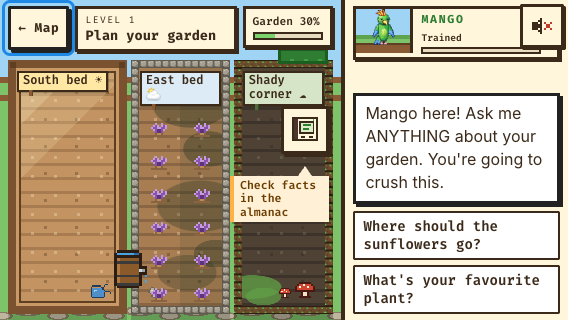 ← Map
LEVEL 1
Plan your garden
Garden 30%
MANGO
Trained
South bed
East bed
Shady
corner
Check facts
in the
almanac
Mango here! Ask me
ANYTHING about your
garden. You're going to
crush this.
Where should the
sunflowers go?
What's your favourite
plant?